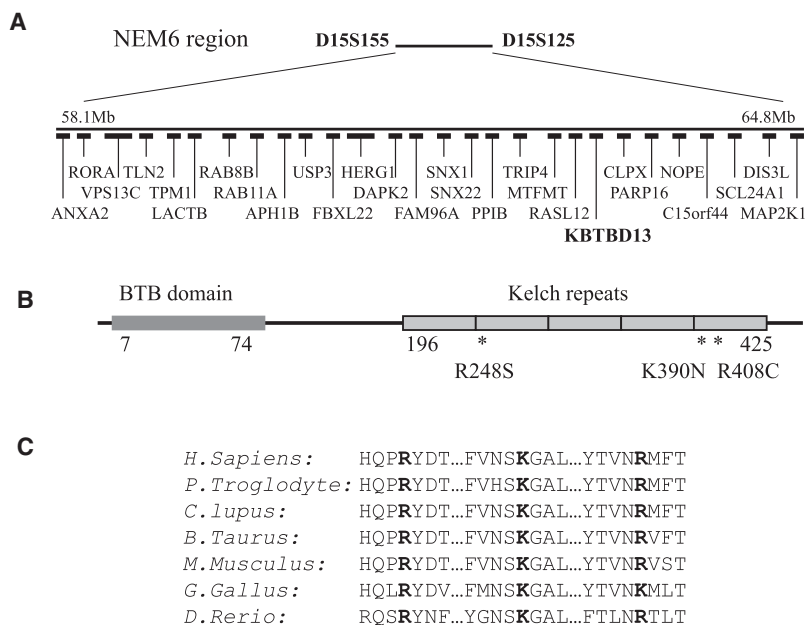 A
NEM6 region
D15S155 D15S125
58.1Mb 64.8Mb
RORA TLN2 RAB8B USP3 HERG1 SNX1 TRIP4 CLPX NOPE DIS3L
VPS13C TPM1 RAB11A DAPK2 SNX22 MTFMT PARP16 SCL24A1
ANXA2 LACTB APH1B FBXL22 FAM96A PPIB RASL12 C15orf44 MAP2K1
KBTBD13
B
BTB domain Kelch repeats
7 74 196 * * * 425
R248S K390N R408C
C
H.Sapiens: HQPRYDT…FVNSKGAL…YTVNRMFT
P.Troglodyte: HQPRYDT…FVHSKGAL…YTVNRMFT
C.lupus: HQPRYDT…FVNSKGAL…YTVNRMFT
B.Taurus: HQPRYDT…FVNSKGAL…YTVNRVFT
M.Musculus: HQPRYDT…FVNSKGAL…YTVNRVST
G.Gallus: HQLRYDV…FMNSKGAL…YTVNKMLT
D.Rerio: RQSRYNF…YGNSKGAL…FTLNRTLT